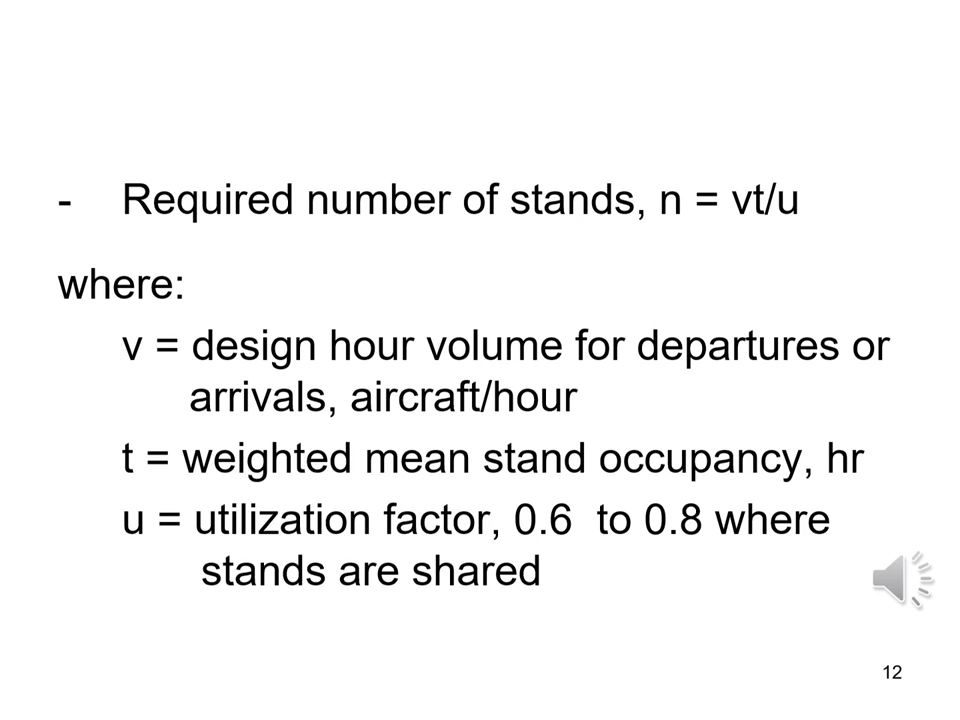 - Required number of stands, n = vt/u
where:
v = design hour volume for departures or
arrivals, aircraft/hour
t = weighted mean stand occupancy, hr
u = utilization factor, 0.6 to 0.8 where
stands are shared
12